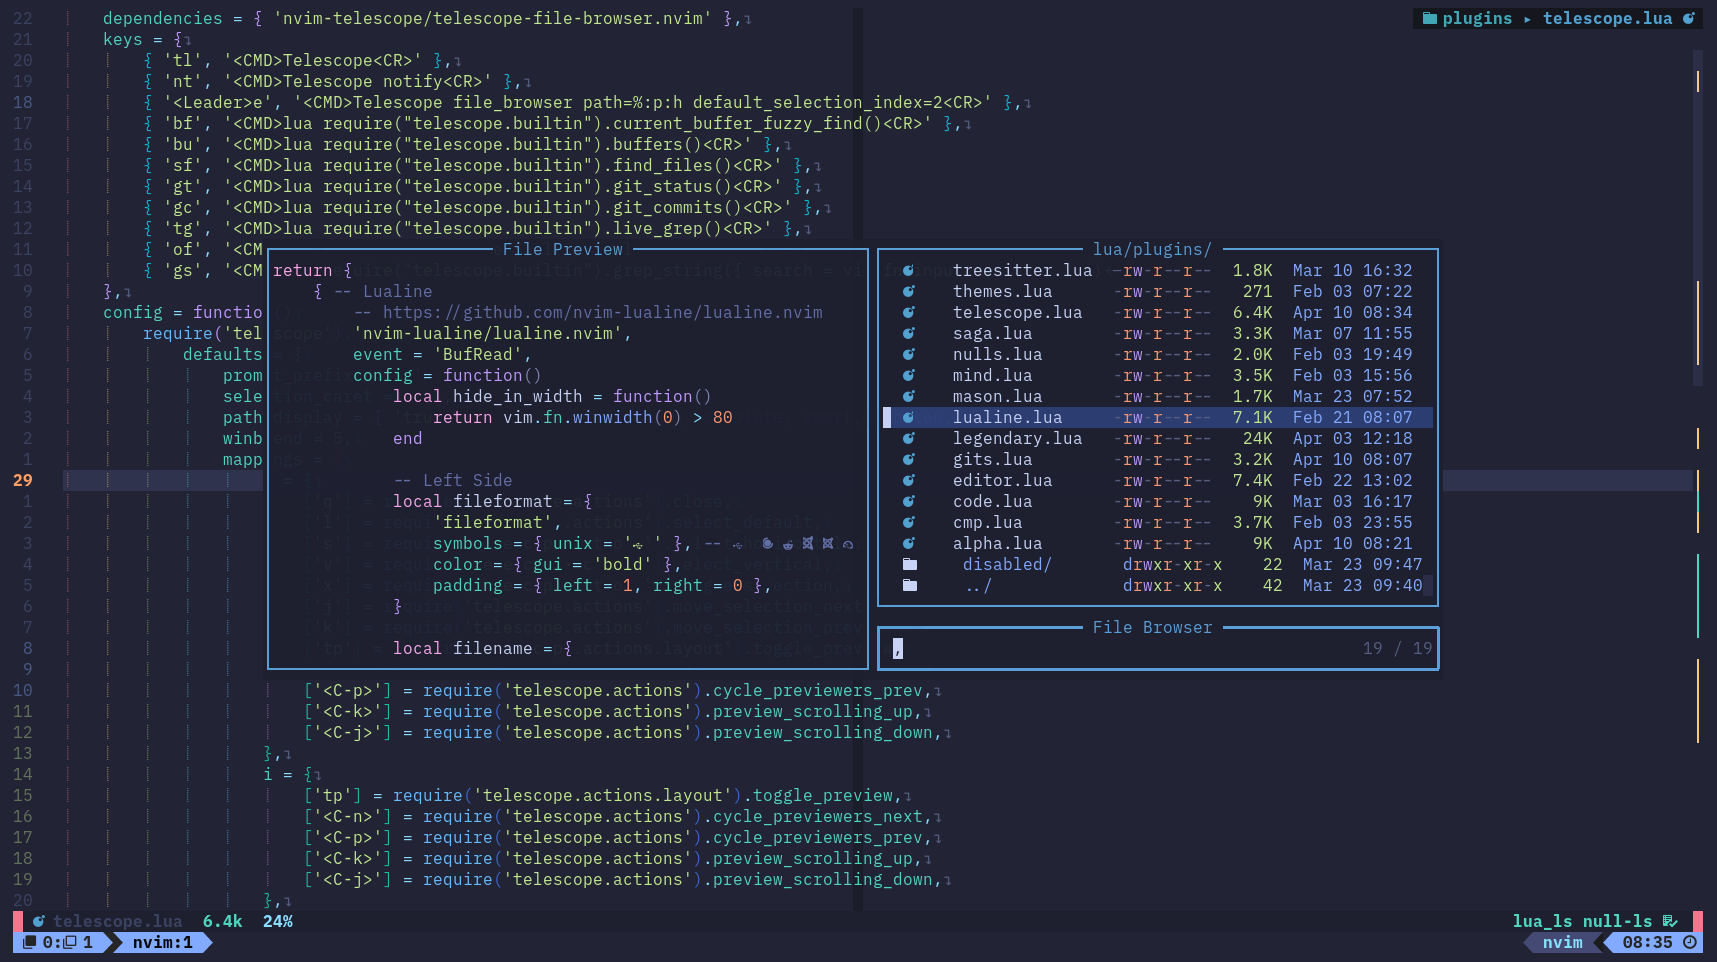 plugins ▸ telescope.lua
22 dependencies = { 'nvim-telescope/telescope-file-browser.nvim' },
21 keys = {
20 { 'tl', '<CMD>Telescope<CR>' },
19 { 'nt', '<CMD>Telescope notify<CR>' },
18 { '<Leader>e', '<CMD>Telescope file_browser path=%:p:h default_selection_index=2<CR>' },
17 { 'bf', '<CMD>lua require("telescope.builtin").current_buffer_fuzzy_find()<CR>' },
16 { 'bu', '<CMD>lua require("telescope.builtin").buffers()<CR>' },
15 { 'sf', '<CMD>lua require("telescope.builtin").find_files()<CR>' },
14 { 'gt', '<CMD>lua require("telescope.builtin").git_status()<CR>' },
13 { 'gc', '<CMD>lua require("telescope.builtin").git_commits()<CR>' },
12 { 'tg', '<CMD>lua require("telescope.builtin").live_grep()<CR>' },
11 { 'of', '<CM
10 { 'gs', '<CM
9 },
8 config = functio
7 require('tel
6 defaults
5 prom
4 sele
3 path
2 winb
1 mapp
29
1
2
3
4
5
6
7
8
9
File Preview
return {
{ -- Lualine
-- https://github.com/nvim-lualine/lualine.nvim
'nvim-lualine/lualine.nvim',
event = 'BufRead',
config = function()
local hide_in_width = function()
return vim.fn.winwidth(0) > 80
end
-- Left Side
local fileformat = {
'fileformat',
symbols = { unix = ' ' }, --
color = { gui = 'bold' },
padding = { left = 1, right = 0 },
}
local filename = {
lua/plugins/
treesitter.lua -rw-r--r-- 1.8K Mar 10 16:32
themes.lua -rw-r--r-- 271 Feb 03 07:22
telescope.lua -rw-r--r-- 6.4K Apr 10 08:34
saga.lua -rw-r--r-- 3.3K Mar 07 11:55
nulls.lua -rw-r--r-- 2.0K Feb 03 19:49
mind.lua -rw-r--r-- 3.5K Feb 03 15:56
mason.lua -rw-r--r-- 1.7K Mar 23 07:52
lualine.lua -rw-r--r-- 7.1K Feb 21 08:07
legendary.lua -rw-r--r-- 24K Apr 03 12:18
gits.lua -rw-r--r-- 3.2K Apr 10 08:07
editor.lua -rw-r--r-- 7.4K Feb 22 13:02
code.lua -rw-r--r-- 9K Mar 03 16:17
cmp.lua -rw-r--r-- 3.7K Feb 03 23:55
alpha.lua -rw-r--r-- 9K Apr 10 08:21
disabled/ drwxr-xr-x 22 Mar 23 09:47
../ drwxr-xr-x 42 Mar 23 09:40
File Browser
, 19 / 19
10 ['<C-p>'] = require('telescope.actions').cycle_previewers_prev,
11 ['<C-k>'] = require('telescope.actions').preview_scrolling_up,
12 ['<C-j>'] = require('telescope.actions').preview_scrolling_down,
13 },
14 i = {
15 ['tp'] = require('telescope.actions.layout').toggle_preview,
16 ['<C-n>'] = require('telescope.actions').cycle_previewers_next,
17 ['<C-p>'] = require('telescope.actions').cycle_previewers_prev,
18 ['<C-k>'] = require('telescope.actions').preview_scrolling_up,
19 ['<C-j>'] = require('telescope.actions').preview_scrolling_down,
20 },
telescope.lua 6.4k 24% lua_ls null-ls
0: 1 nvim:1 nvim 08:35